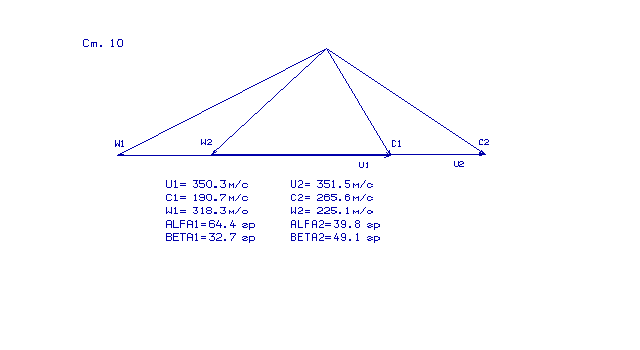 Ст. 10
W1 W2 C1 C2
U1 U2
U1= 350.3м/с U2= 351.5м/с
C1= 190.7м/с C2= 265.6м/с
W1= 318.3м/с W2= 225.1м/с
ALFA1=64.4 гр ALFA2=39.8 гр
BETA1=32.7 гр BETA2=49.1 гр